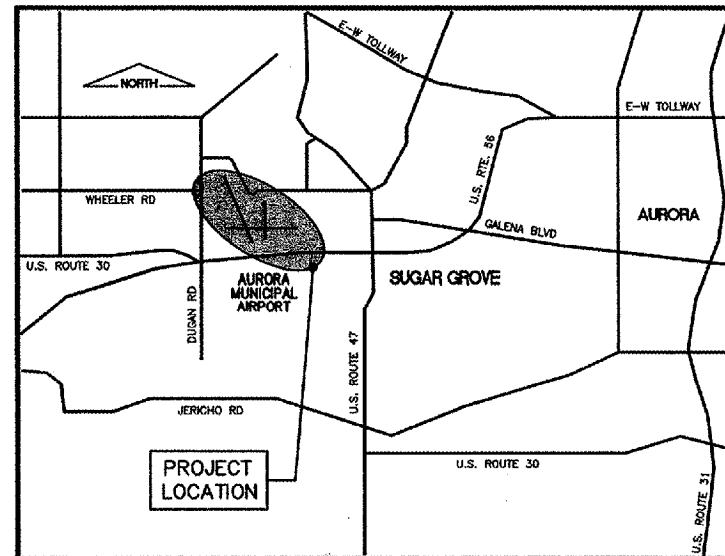 E-W TOLLWAY
NORTH
E-W TOLLWAY
U.S. RTE. 56
WHEELER RD
AURORA
GALENA BLVD
U.S. ROUTE 30
AURORA
MUNICIPAL
AIRPORT
SUGAR GROVE
DUGAN RD
U.S. ROUTE 47
JERICHO RD
PROJECT
LOCATION
U.S. ROUTE 30
U.S. ROUTE 31